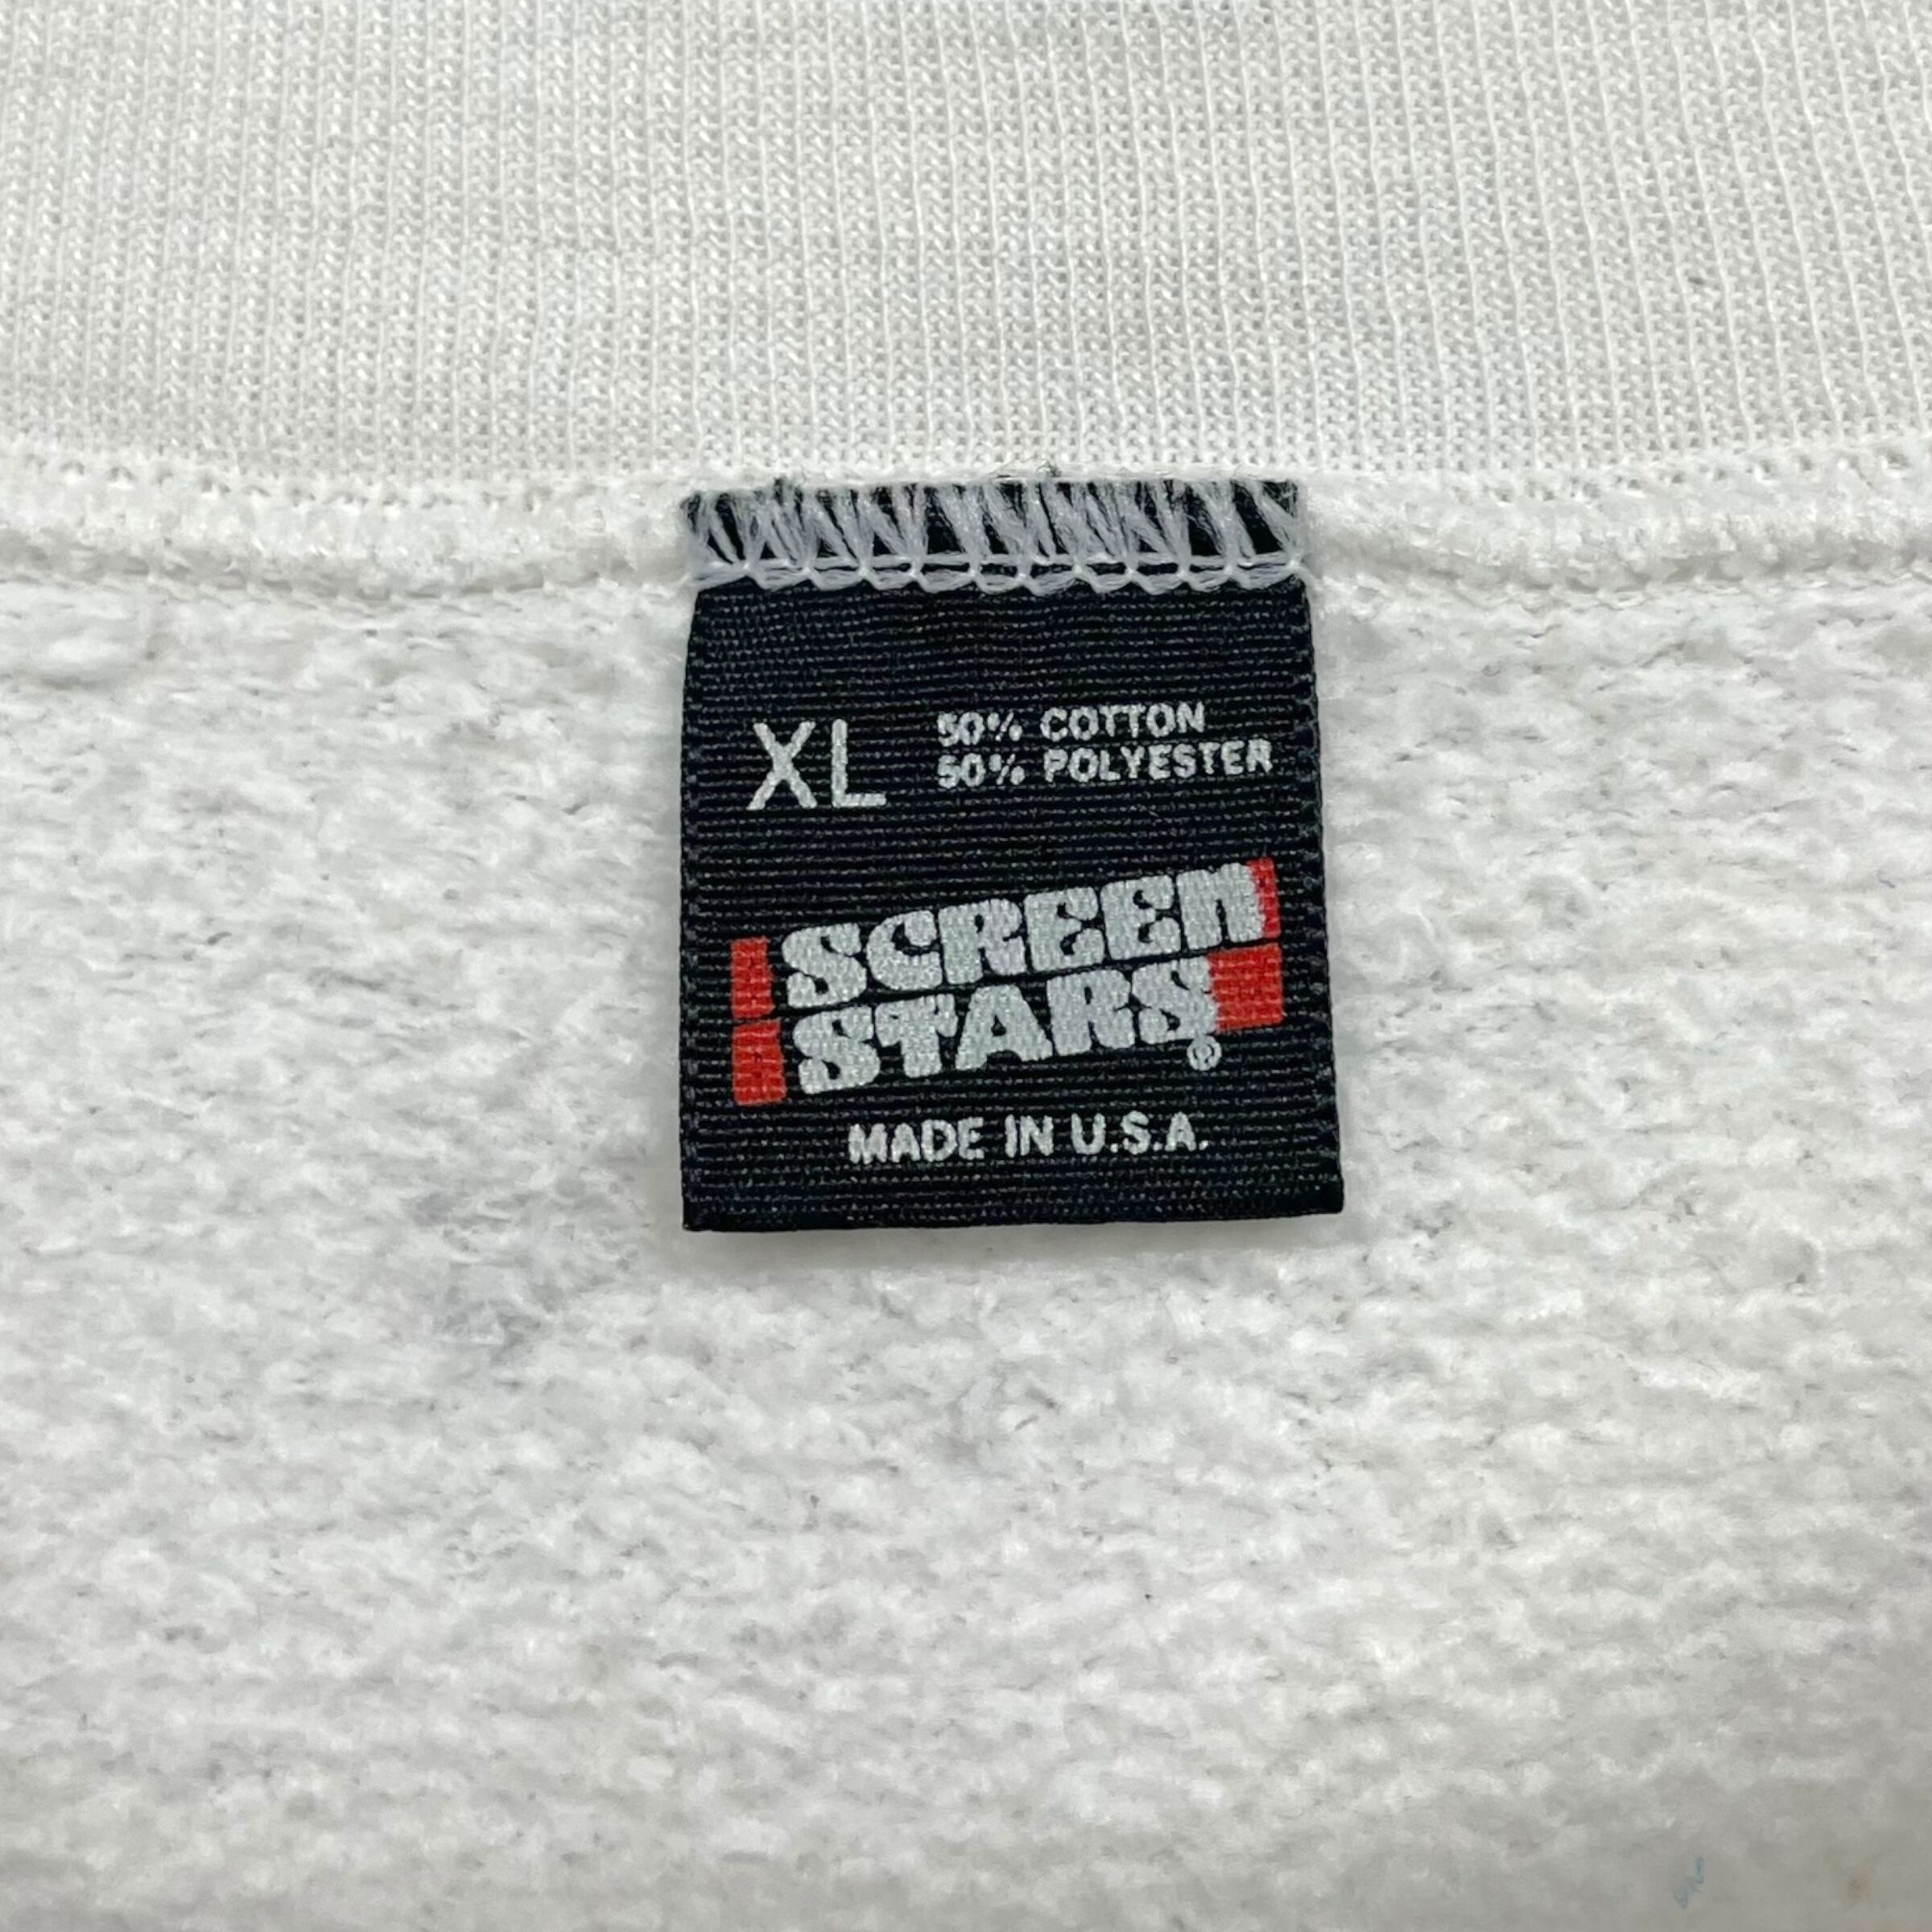 XL
50% COTTON
50% POLYESTER
SCREEN
STARS®
MADE IN U.S.A.